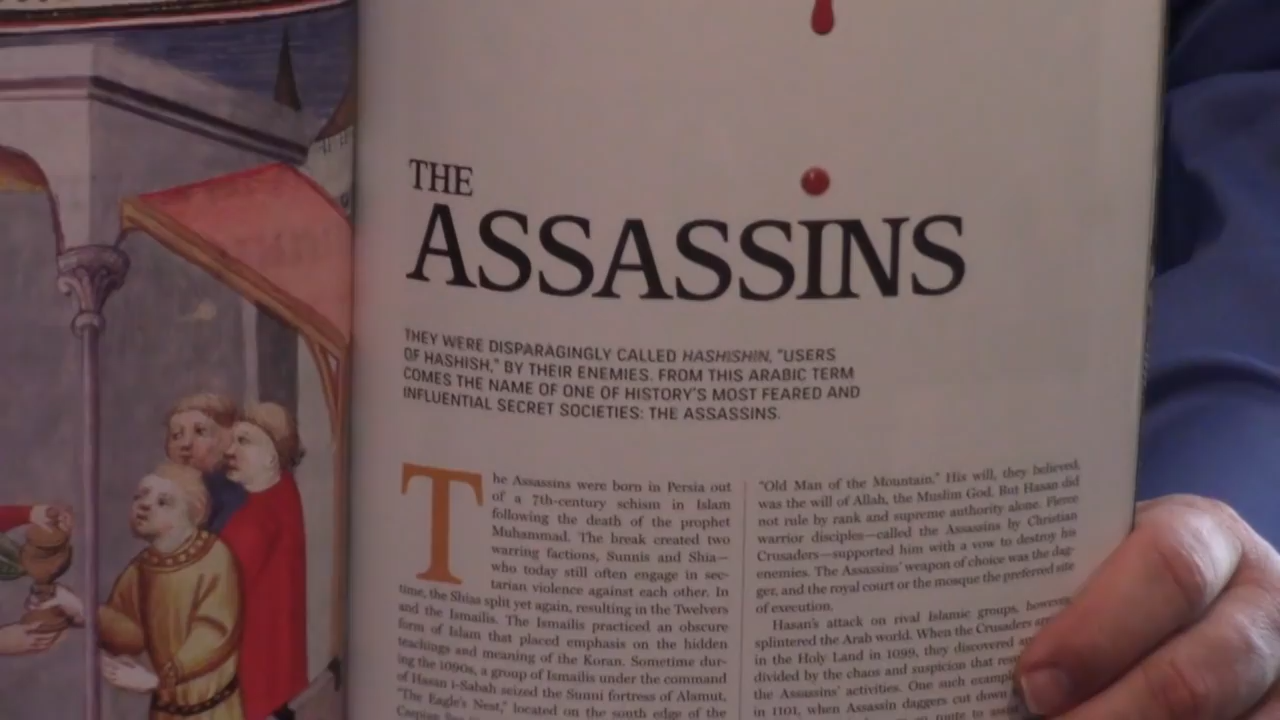 THE
ASSASSINS
THEY WERE DISPARAGINGLY CALLED HASHISHIN, "USERS
OF HASHISH," BY THEIR ENEMIES. FROM THIS ARABIC TERM
COMES THE NAME OF ONE OF HISTORY'S MOST FEARED AND
INFLUENTIAL SECRET SOCIETIES: THE ASSASSINS.
The Assassins were born in Persia out
of a 7th-century schism in Islam
following the death of the prophet
Muhammad. The break created two
warring factions, Sunnis and Shia—
who today still often engage in sec-
tarian violence against each other. In
time, the Shias split yet again, resulting in the Twelvers
and the Ismailis. The Ismailis practiced an obscure
form of Islam that placed emphasis on the hidden
teachings and meaning of the Koran. Sometime dur-
ing the 1090s, a group of Ismailis under the command
of Hasan i-Sabah seized the Sunni fortress of Alamut,
"The Eagle's Nest," located on the south edge of the
Caspian
"Old Man of the Mountain." His will, they believed,
was the will of Allah, the Muslim God. But Hasan did
not rule by rank and supreme authority alone. Fierce
warrior disciples—called the Assassins by Christian
Crusaders—supported him with a vow to destroy his
enemies. The Assassins' weapon of choice was the dag-
ger, and the royal court or the mosque the preferred site
of execution.
Hasan's attack on rival Islamic groups, however,
splintered the Arab world. When the Crusaders
in the Holy Land in 1099, they discovered
divided by the chaos and suspicion that
the Assassins' activities. One such
in 1101, when Assassin daggers cut down
route to